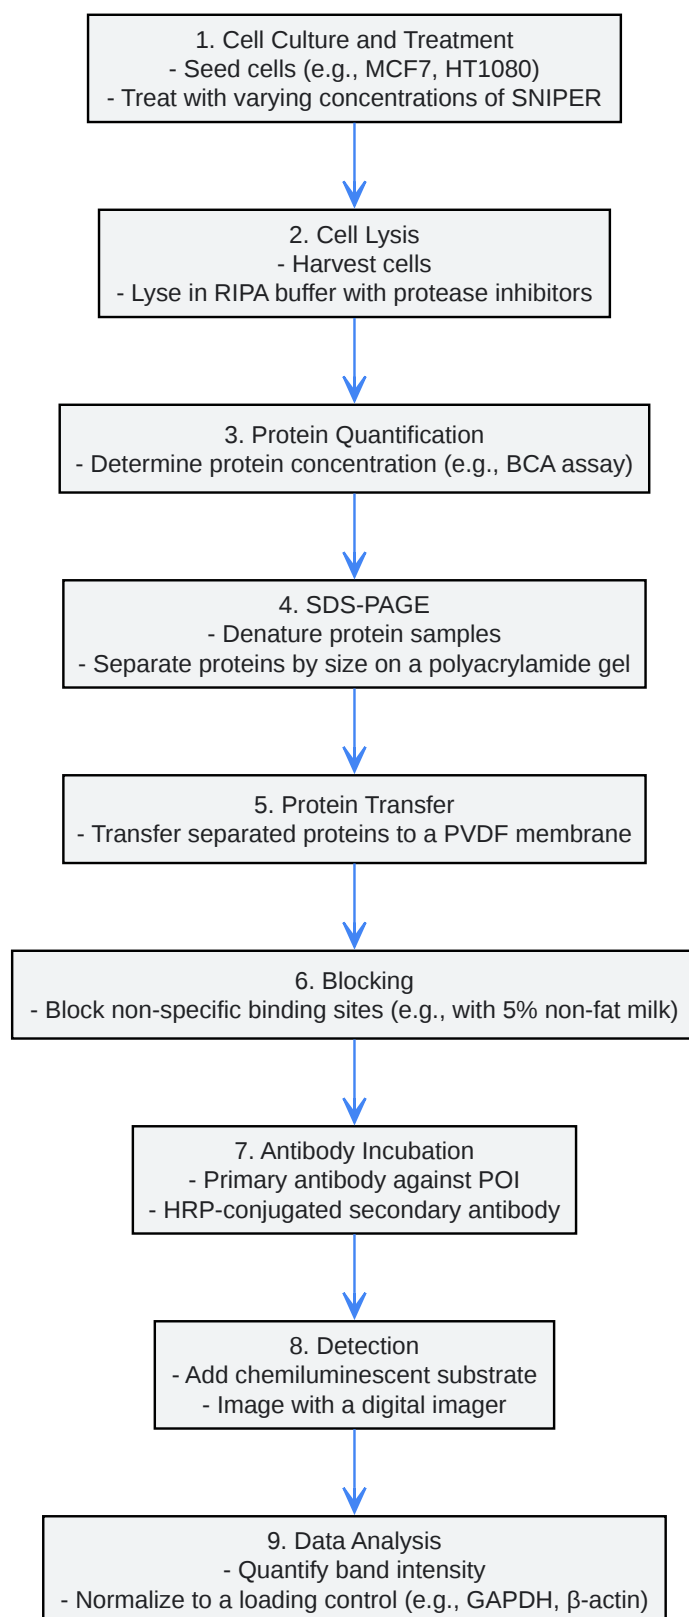 1. Cell Culture and Treatment
- Seed cells (e.g., MCF7, HT1080)
- Treat with varying concentrations of SNIPER
2. Cell Lysis
- Harvest cells
- Lyse in RIPA buffer with protease inhibitors
3. Protein Quantification
- Determine protein concentration (e.g., BCA assay)
4. SDS-PAGE
- Denature protein samples
- Separate proteins by size on a polyacrylamide gel
5. Protein Transfer
- Transfer separated proteins to a PVDF membrane
6. Blocking
- Block non-specific binding sites (e.g., with 5% non-fat milk)
7. Antibody Incubation
- Primary antibody against POI
- HRP-conjugated secondary antibody
8. Detection
- Add chemiluminescent substrate
- Image with a digital imager
9. Data Analysis
- Quantify band intensity
- Normalize to a loading control (e.g., GAPDH, β-actin)